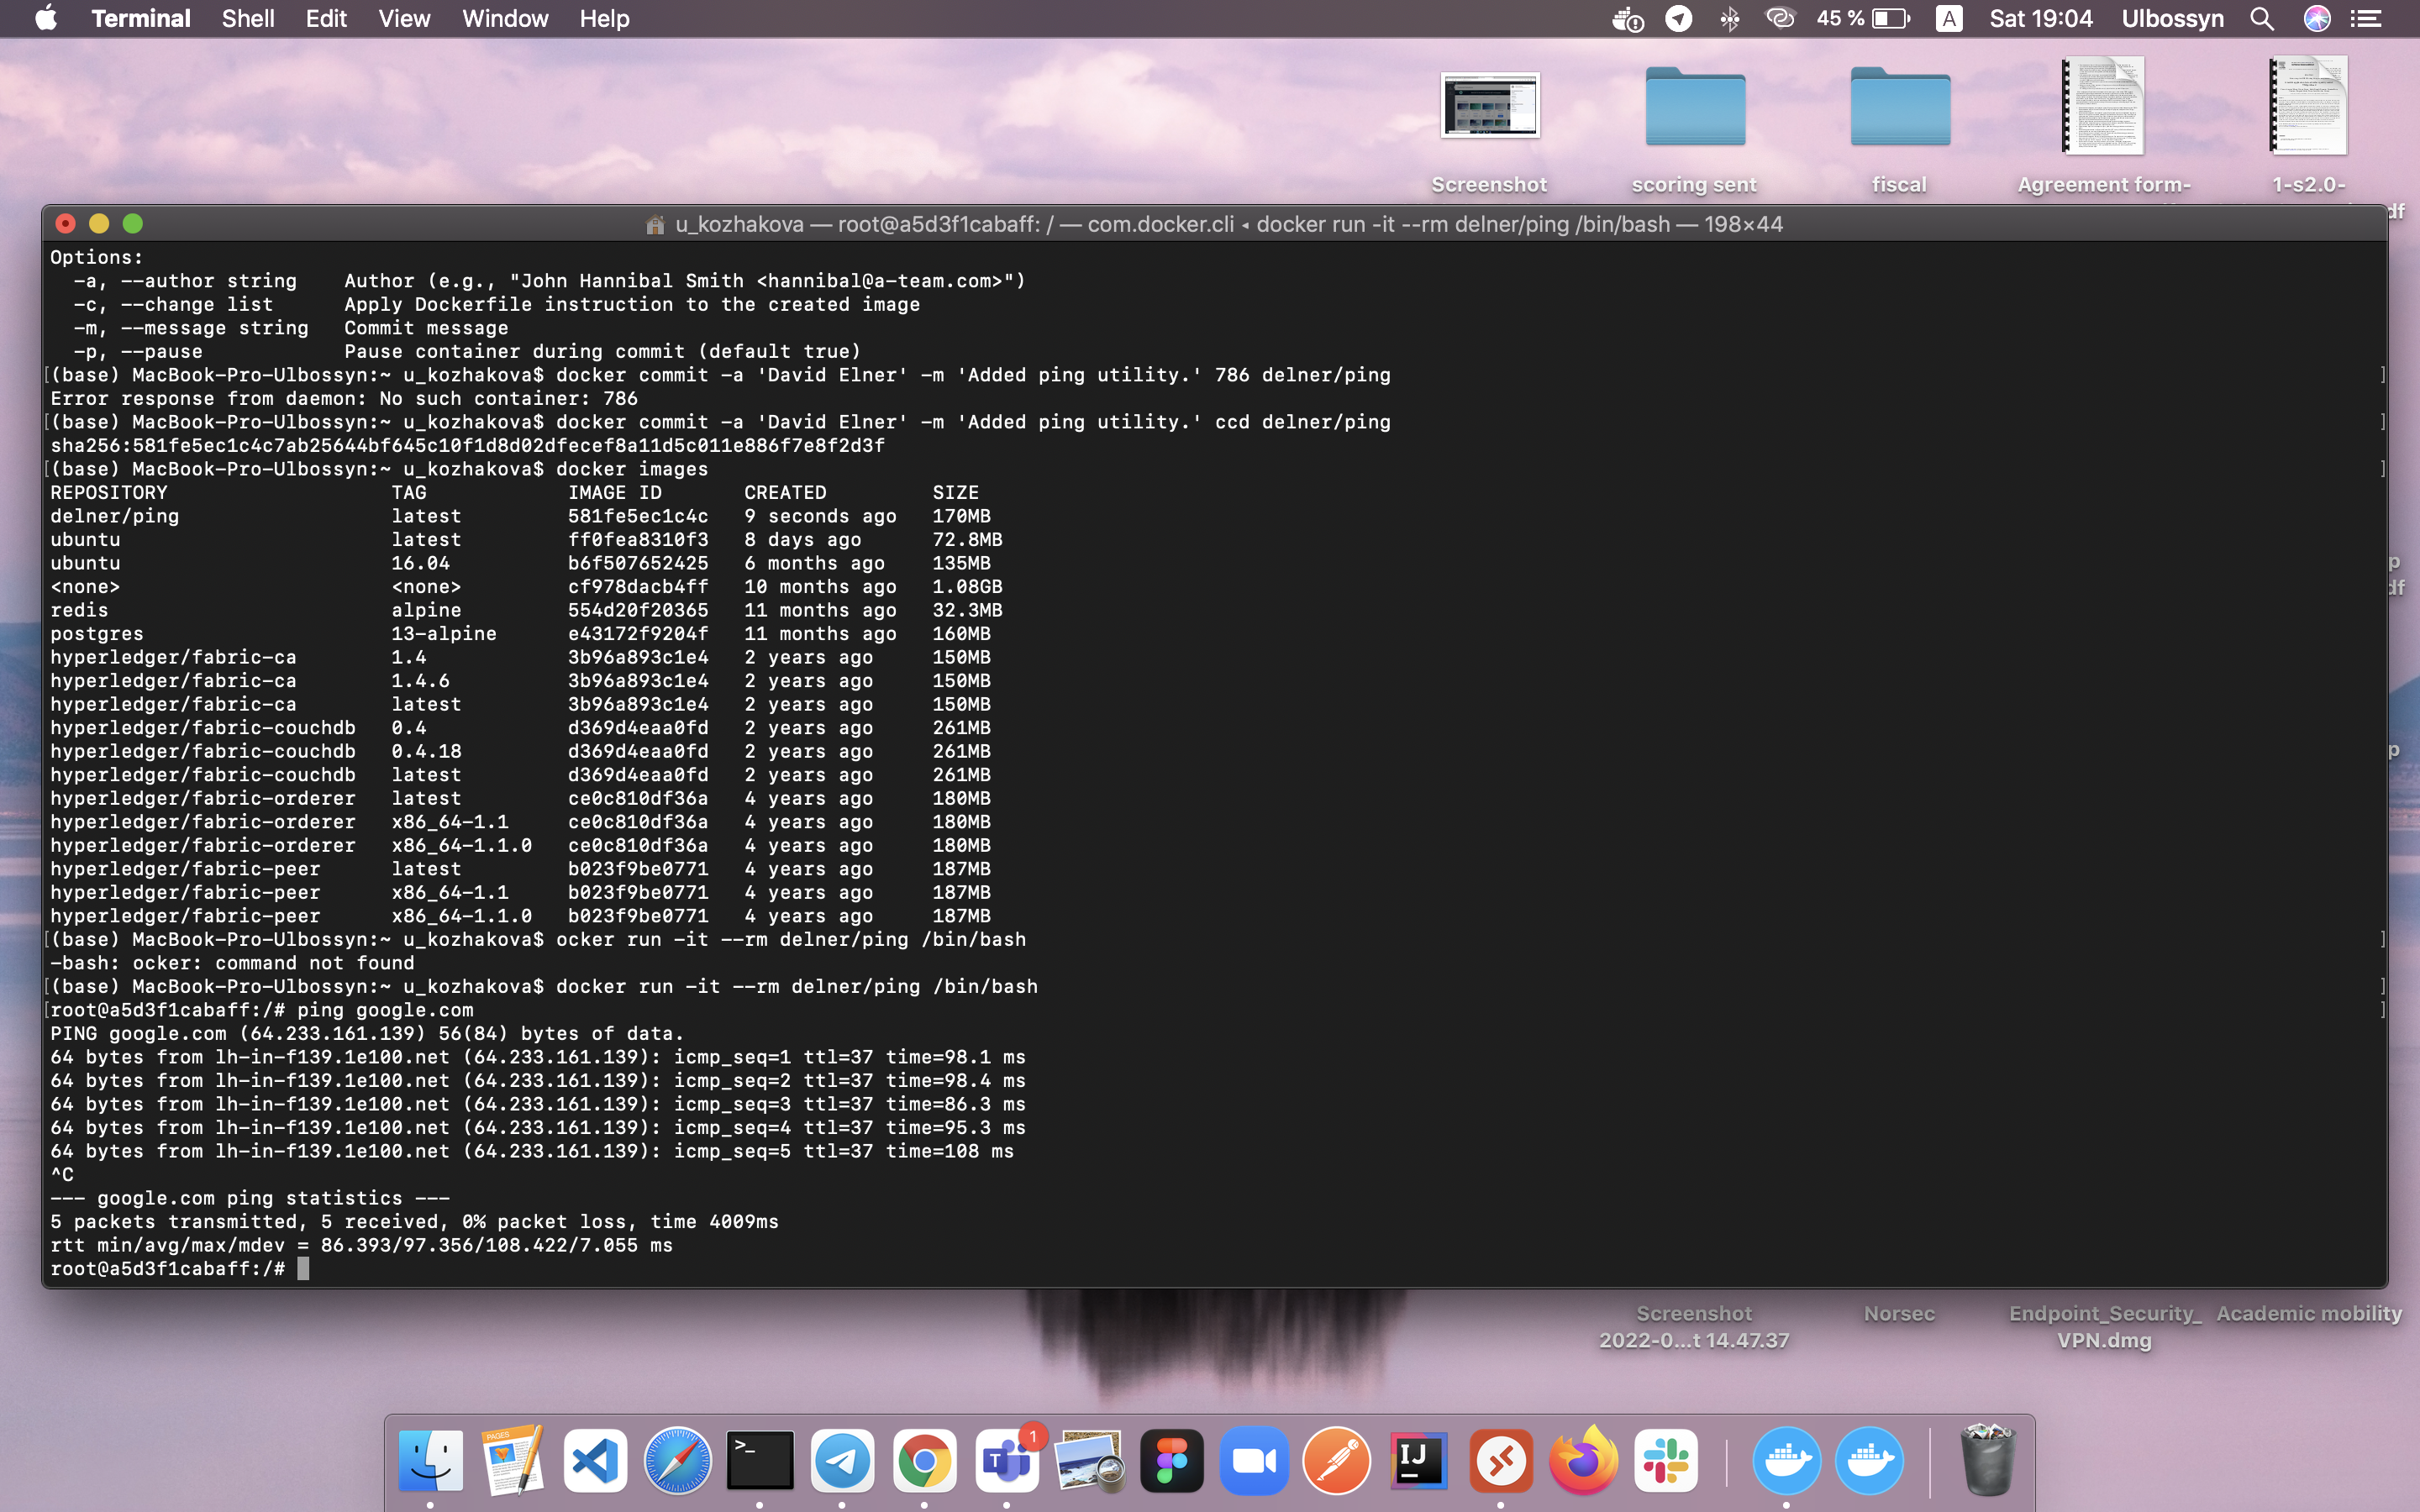 Terminal Shell Edit View Window Help 45 % A Sat 19:04 Ulbossyn
Screenshot scoring sent fiscal Agreement form- 1-s2.0-
df
u_kozhakova — root@a5d3f1cabaff: / — com.docker.cli ◂ docker run -it --rm delner/ping /bin/bash — 198×44
Options:
  -a, --author string    Author (e.g., "John Hannibal Smith <hannibal@a-team.com>")
  -c, --change list      Apply Dockerfile instruction to the created image
  -m, --message string   Commit message
  -p, --pause            Pause container during commit (default true)
[(base) MacBook-Pro-Ulbossyn:~ u_kozhakova$ docker commit -a 'David Elner' -m 'Added ping utility.' 786 delner/ping ]
Error response from daemon: No such container: 786
[(base) MacBook-Pro-Ulbossyn:~ u_kozhakova$ docker commit -a 'David Elner' -m 'Added ping utility.' ccd delner/ping ]
sha256:581fe5ec1c4c7ab25644bf645c10f1d8d02dfecef8a11d5c011e886f7e8f2d3f
[(base) MacBook-Pro-Ulbossyn:~ u_kozhakova$ docker images ]
REPOSITORY                   TAG            IMAGE ID       CREATED         SIZE
delner/ping                  latest         581fe5ec1c4c   9 seconds ago   170MB
ubuntu                       latest         ff0fea8310f3   8 days ago      72.8MB
ubuntu                       16.04          b6f507652425   6 months ago    135MB
<none>                       <none>         cf978dacb4ff   10 months ago   1.08GB
redis                        alpine         554d20f20365   11 months ago   32.3MB
postgres                     13-alpine      e43172f9204f   11 months ago   160MB
hyperledger/fabric-ca        1.4            3b96a893c1e4   2 years ago     150MB
hyperledger/fabric-ca        1.4.6          3b96a893c1e4   2 years ago     150MB
hyperledger/fabric-ca        latest         3b96a893c1e4   2 years ago     150MB
hyperledger/fabric-couchdb   0.4            d369d4eaa0fd   2 years ago     261MB
hyperledger/fabric-couchdb   0.4.18         d369d4eaa0fd   2 years ago     261MB
hyperledger/fabric-couchdb   latest         d369d4eaa0fd   2 years ago     261MB
hyperledger/fabric-orderer   latest         ce0c810df36a   4 years ago     180MB
hyperledger/fabric-orderer   x86_64-1.1     ce0c810df36a   4 years ago     180MB
hyperledger/fabric-orderer   x86_64-1.1.0   ce0c810df36a   4 years ago     180MB
hyperledger/fabric-peer      latest         b023f9be0771   4 years ago     187MB
hyperledger/fabric-peer      x86_64-1.1     b023f9be0771   4 years ago     187MB
hyperledger/fabric-peer      x86_64-1.1.0   b023f9be0771   4 years ago     187MB
[(base) MacBook-Pro-Ulbossyn:~ u_kozhakova$ ocker run -it --rm delner/ping /bin/bash ]
-bash: ocker: command not found
[(base) MacBook-Pro-Ulbossyn:~ u_kozhakova$ docker run -it --rm delner/ping /bin/bash ]
[root@a5d3f1cabaff:/# ping google.com ]
PING google.com (64.233.161.139) 56(84) bytes of data.
64 bytes from lh-in-f139.1e100.net (64.233.161.139): icmp_seq=1 ttl=37 time=98.1 ms
64 bytes from lh-in-f139.1e100.net (64.233.161.139): icmp_seq=2 ttl=37 time=98.4 ms
64 bytes from lh-in-f139.1e100.net (64.233.161.139): icmp_seq=3 ttl=37 time=86.3 ms
64 bytes from lh-in-f139.1e100.net (64.233.161.139): icmp_seq=4 ttl=37 time=95.3 ms
64 bytes from lh-in-f139.1e100.net (64.233.161.139): icmp_seq=5 ttl=37 time=108 ms
^C
--- google.com ping statistics ---
5 packets transmitted, 5 received, 0% packet loss, time 4009ms
rtt min/avg/max/mdev = 86.393/97.356/108.422/7.055 ms
root@a5d3f1cabaff:/#
p
df
p
Screenshot Norsec Endpoint_Security_ Academic mobility
2022-0...t 14.47.37 VPN.dmg
PAGES >_ T 1 IJ